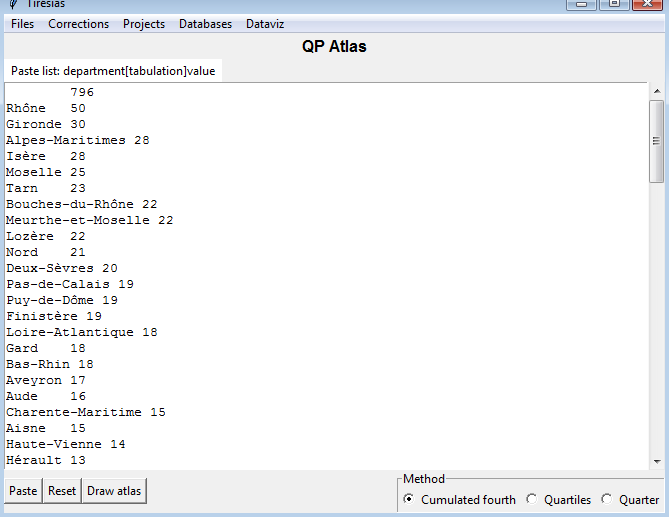 Tiresias
Files Corrections Projects Databases Dataviz
QP Atlas
Paste list: department[tabulation]value
796
Rhône 50
Gironde 30
Alpes-Maritimes 28
Isère 28
Moselle 25
Tarn 23
Bouches-du-Rhône 22
Meurthe-et-Moselle 22
Lozère 22
Nord 21
Deux-Sèvres 20
Pas-de-Calais 19
Puy-de-Dôme 19
Finistère 19
Loire-Atlantique 18
Gard 18
Bas-Rhin 18
Aveyron 17
Aude 16
Charente-Maritime 15
Aisne 15
Haute-Vienne 14
Hérault 13
Paste Reset Draw atlas
Method
Cumulated fourth Quartiles Quarter